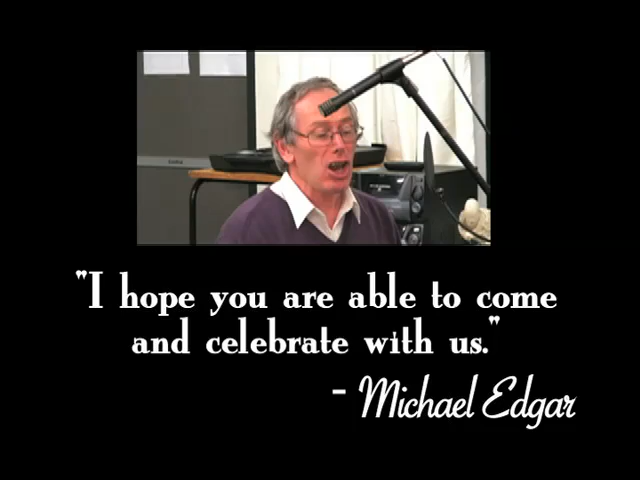 "I hope you are able to come
and celebrate with us."
- Michael Edgar